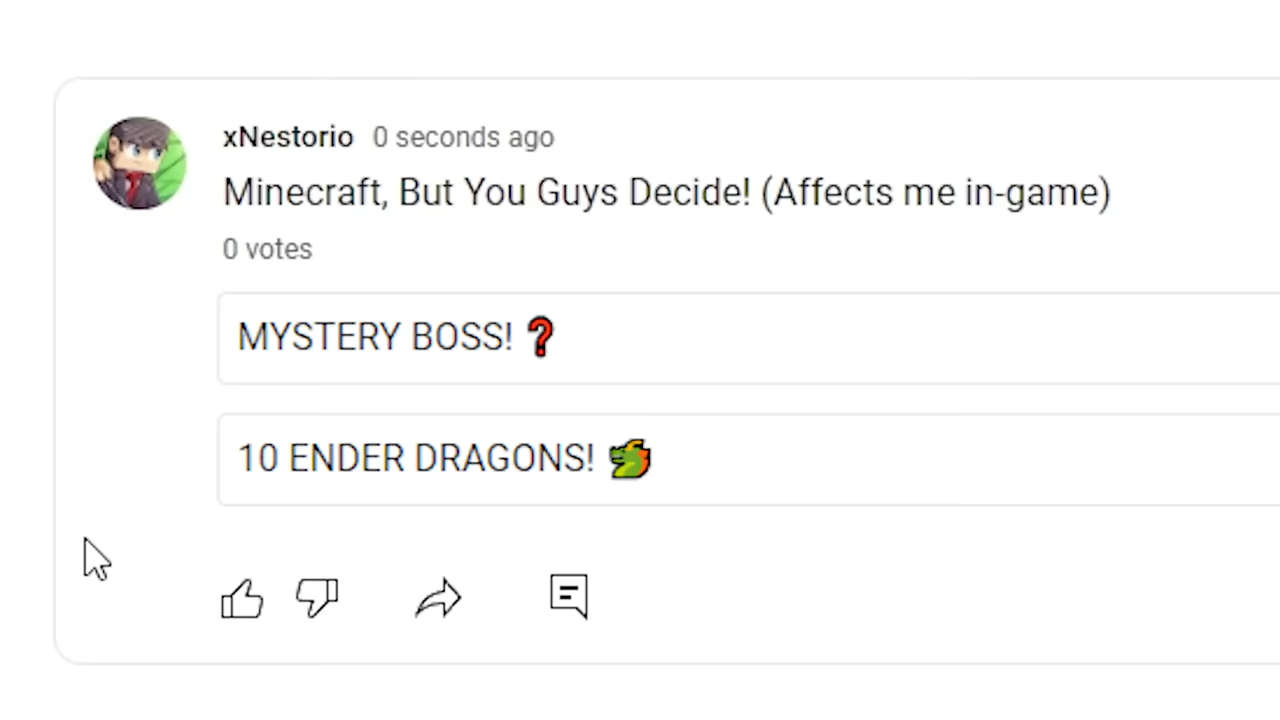 xNestorio 0 seconds ago
Minecraft, But You Guys Decide! (Affects me in-game)
0 votes
MYSTERY BOSS! ❓
10 ENDER DRAGONS! 🐲